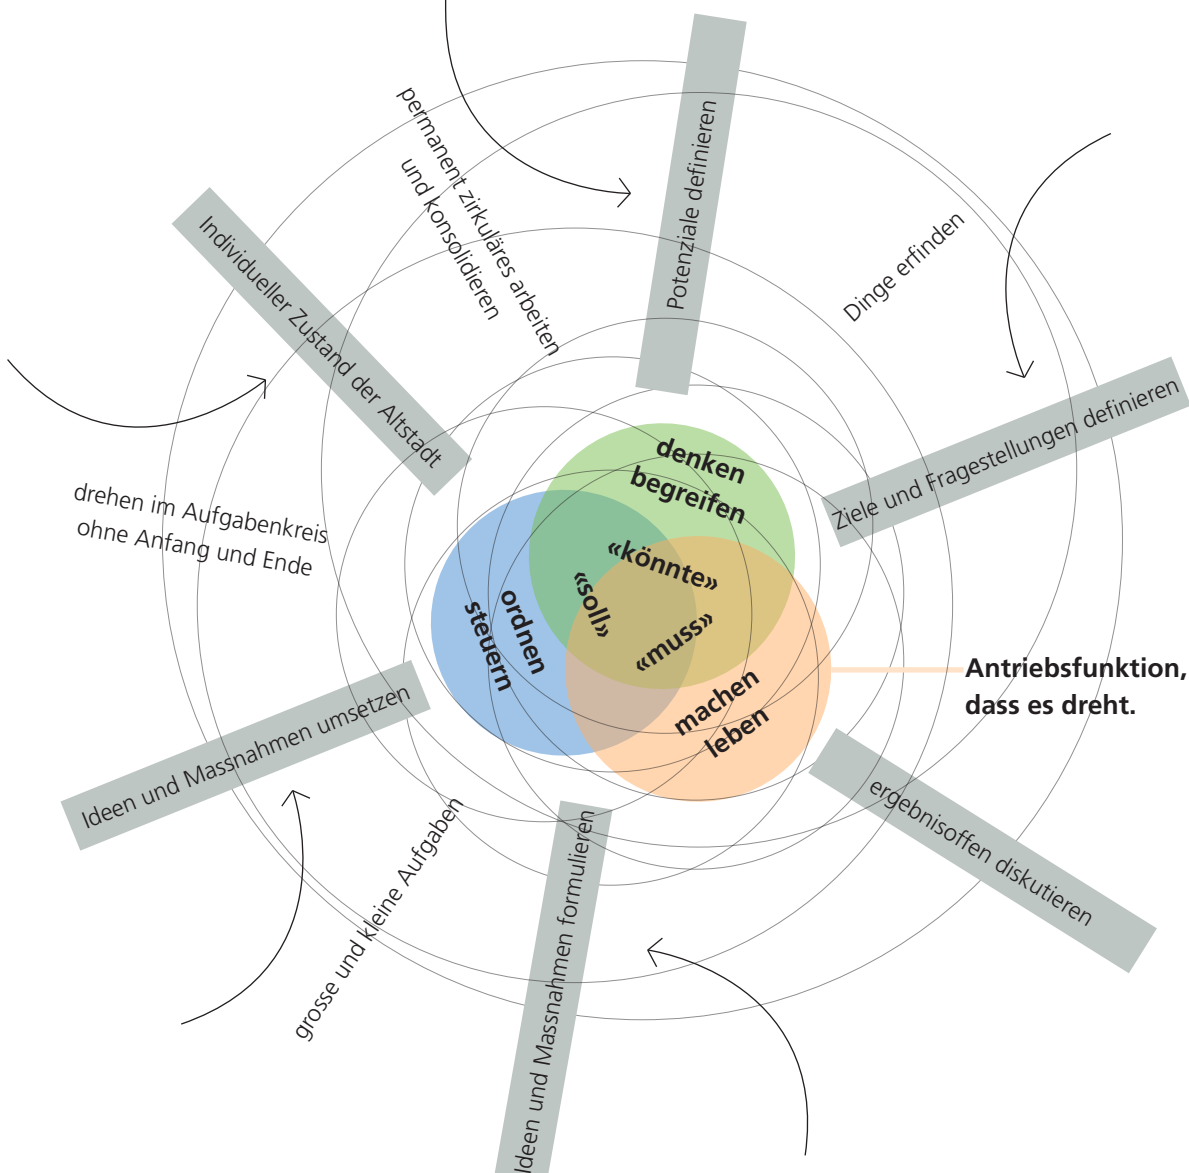 permanent zirkuläres arbeiten
und konsolidieren
Potenziale definieren
Dinge erfinden
Individueller Zustand der Altstadt
Ziele und Fragestellungen definieren
drehen im Aufgabenkreis
ohne Anfang und Ende
denken
begreifen
«könnte»
«soll»
«muss»
ordnen
steuern
machen
leben
Antriebsfunktion,
dass es dreht.
Ideen und Massnahmen umsetzen
ergebnisoffen diskutieren
grosse und kleine Aufgaben
Ideen und Massnahmen formulieren